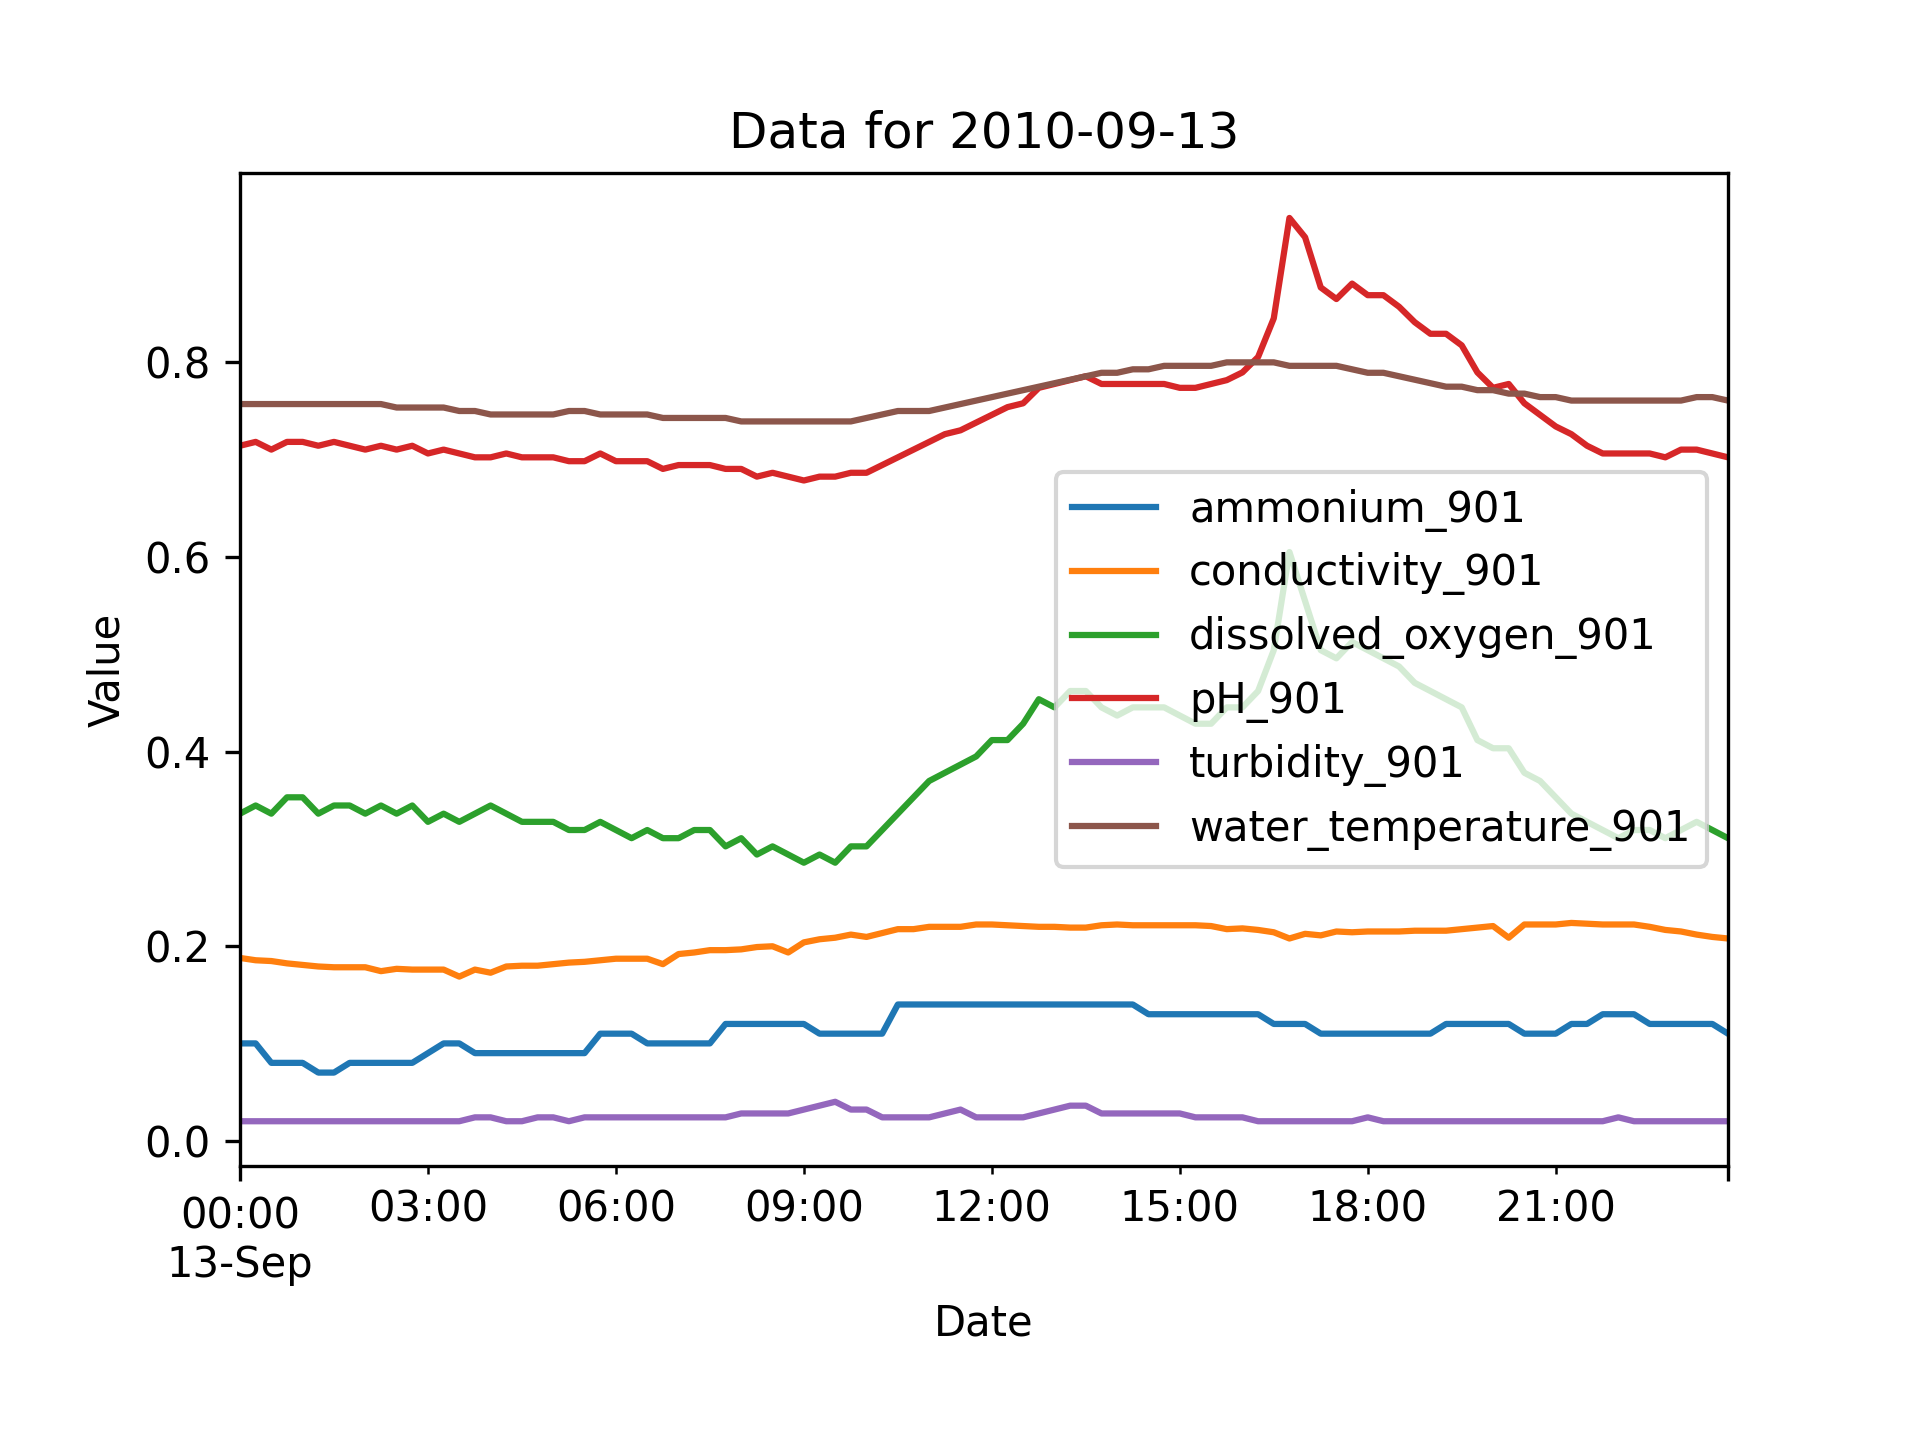 Data for 2010-09-13
Value
0.8
0.6
0.4
0.2
0.0
ammonium_901
conductivity_901
dissolved_oxygen_901
pH_901
turbidity_901
water_temperature_901
00:00 03:00 06:00 09:00 12:00 15:00 18:00 21:00
13-Sep
Date